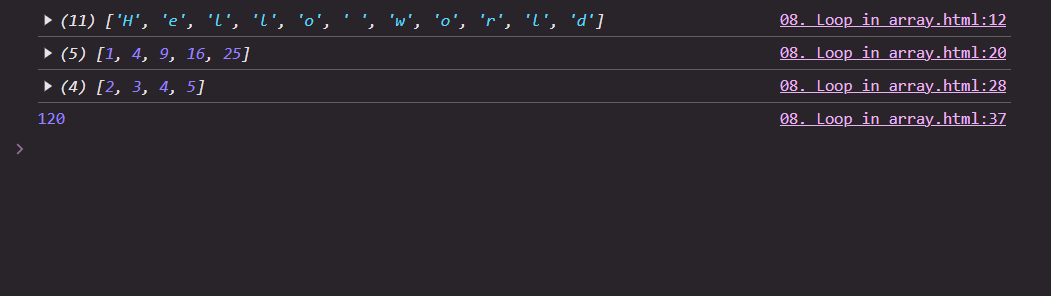 ▶ (11) ['H', 'e', 'l', 'l', 'o', ' ', 'w', 'o', 'r', 'l', 'd'] 08. Loop in array.html:12
▶ (5) [1, 4, 9, 16, 25] 08. Loop in array.html:20
▶ (4) [2, 3, 4, 5] 08. Loop in array.html:28
120 08. Loop in array.html:37